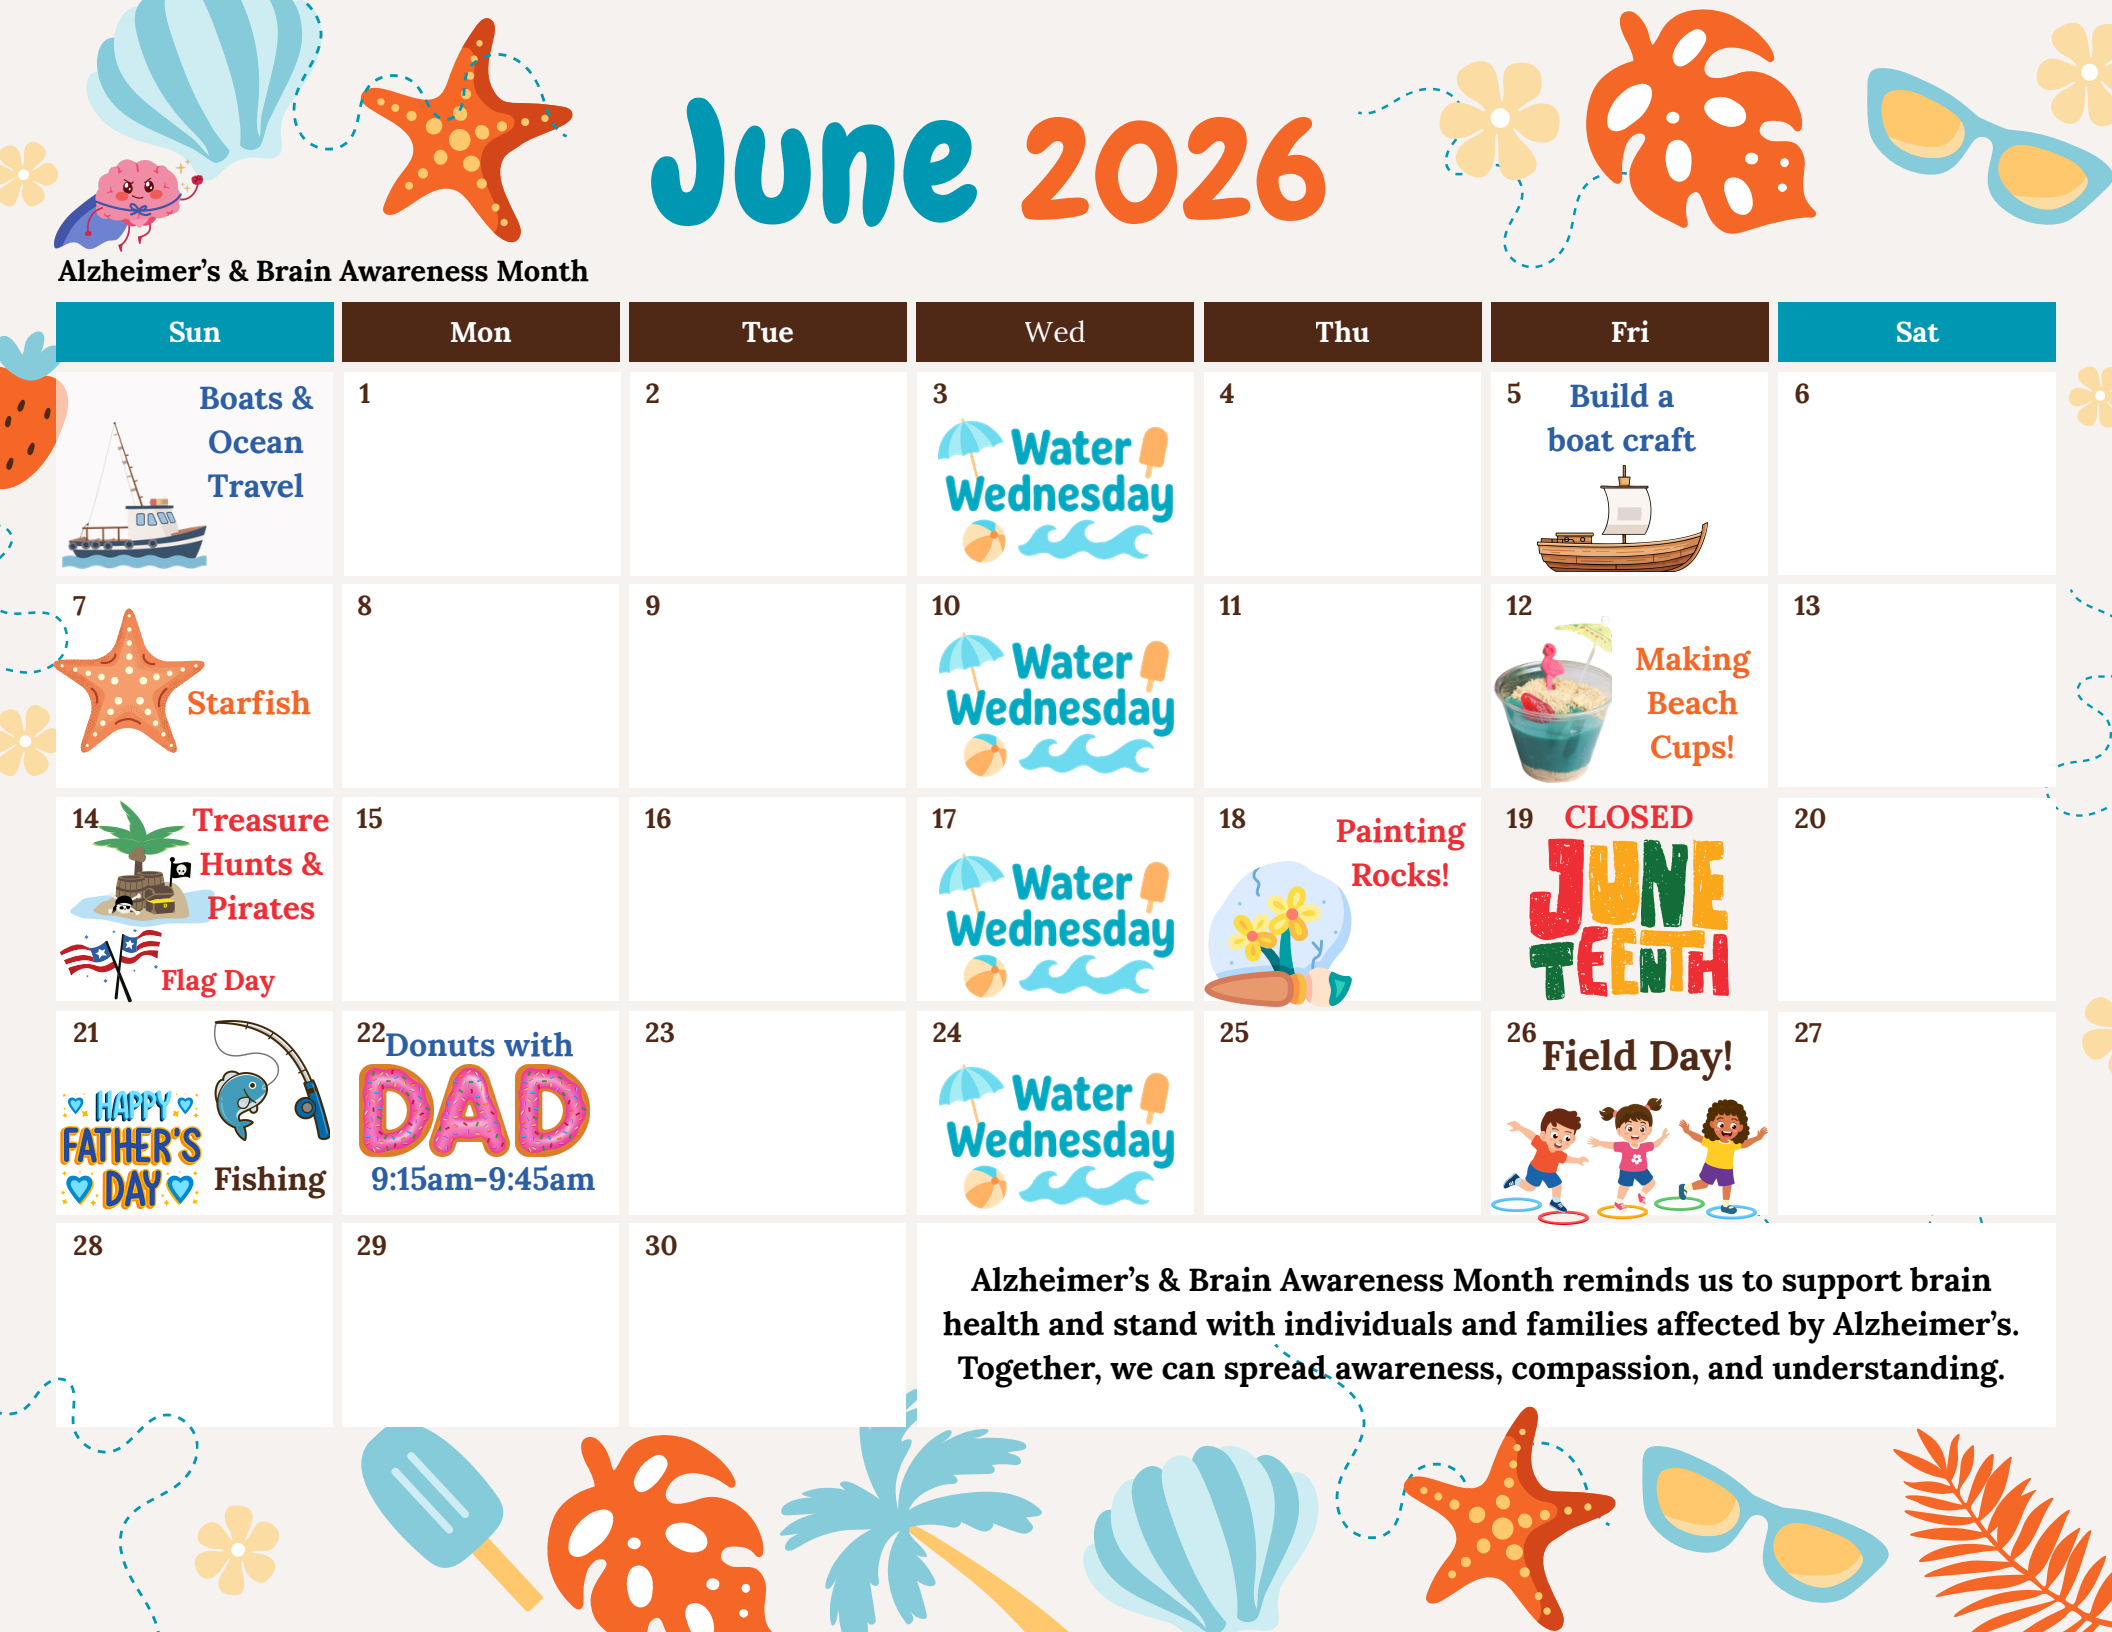 June 2026
Alzheimer's & Brain Awareness Month
Sun Mon Tue Wed Thu Fri Sat
Boats &
Ocean
Travel
1
2
3
Water
Wednesday
4
5
Build a
boat craft
6
7
Starfish
8
9
10
Water
Wednesday
11
12
Making
Beach
Cups!
13
14
Treasure
Hunts &
Pirates
Flag Day
15
16
17
Water
Wednesday
18
Painting
Rocks!
19
CLOSED
JUNE
TEENTH
20
21
HAPPY
FATHER'S
DAY
Fishing
22
Donuts with
DAD
9:15am-9:45am
23
24
Water
Wednesday
25
26
Field Day!
27
28
29
30
Alzheimer's & Brain Awareness Month reminds us to support brain
health and stand with individuals and families affected by Alzheimer's.
Together, we can spread awareness, compassion, and understanding.